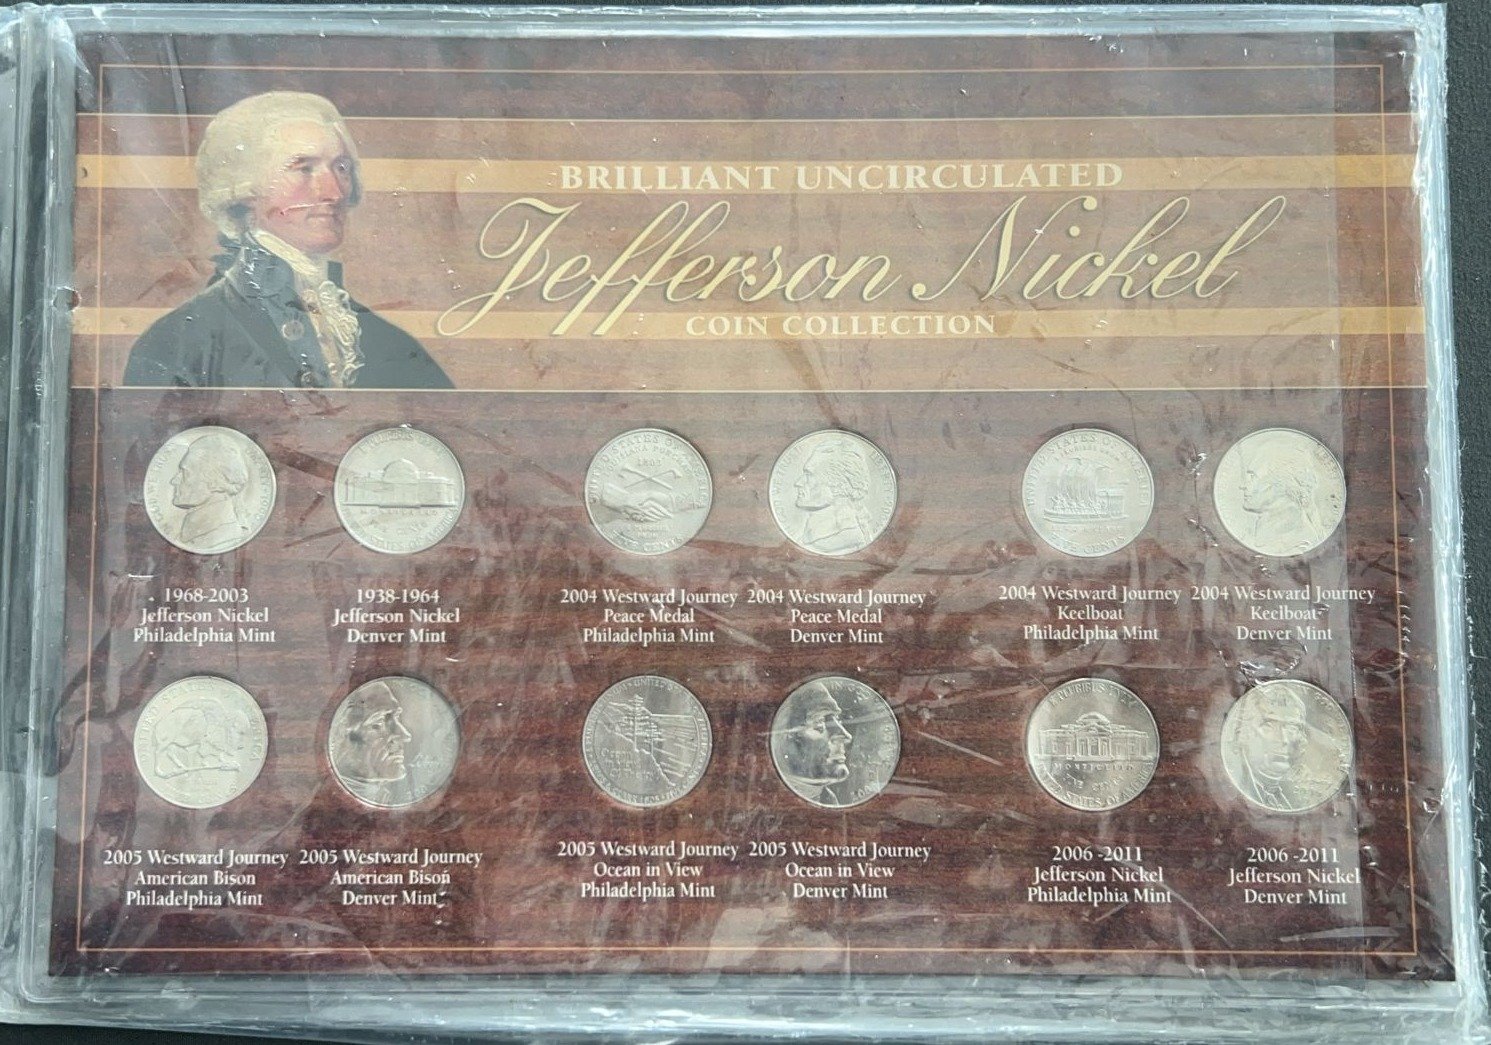 BRILLIANT UNCIRCULATED
Jefferson Nickel
COIN COLLECTION
1968-2003
Jefferson Nickel
Philadelphia Mint
1938-1964
Jefferson Nickel
Denver Mint
2004 Westward Journey
Peace Medal
Philadelphia Mint
2004 Westward Journey
Peace Medal
Denver Mint
2004 Westward Journey
Keelboat
Philadelphia Mint
2004 Westward Journey
Keelboat
Denver Mint
2005 Westward Journey
American Bison
Philadelphia Mint
2005 Westward Journey
American Bison
Denver Mint
2005 Westward Journey
Ocean in View
Philadelphia Mint
2005 Westward Journey
Ocean in View
Denver Mint
MONTICELLO
2006 -2011
Jefferson Nickel
Philadelphia Mint
2006 -2011
Jefferson Nickel
Denver Mint